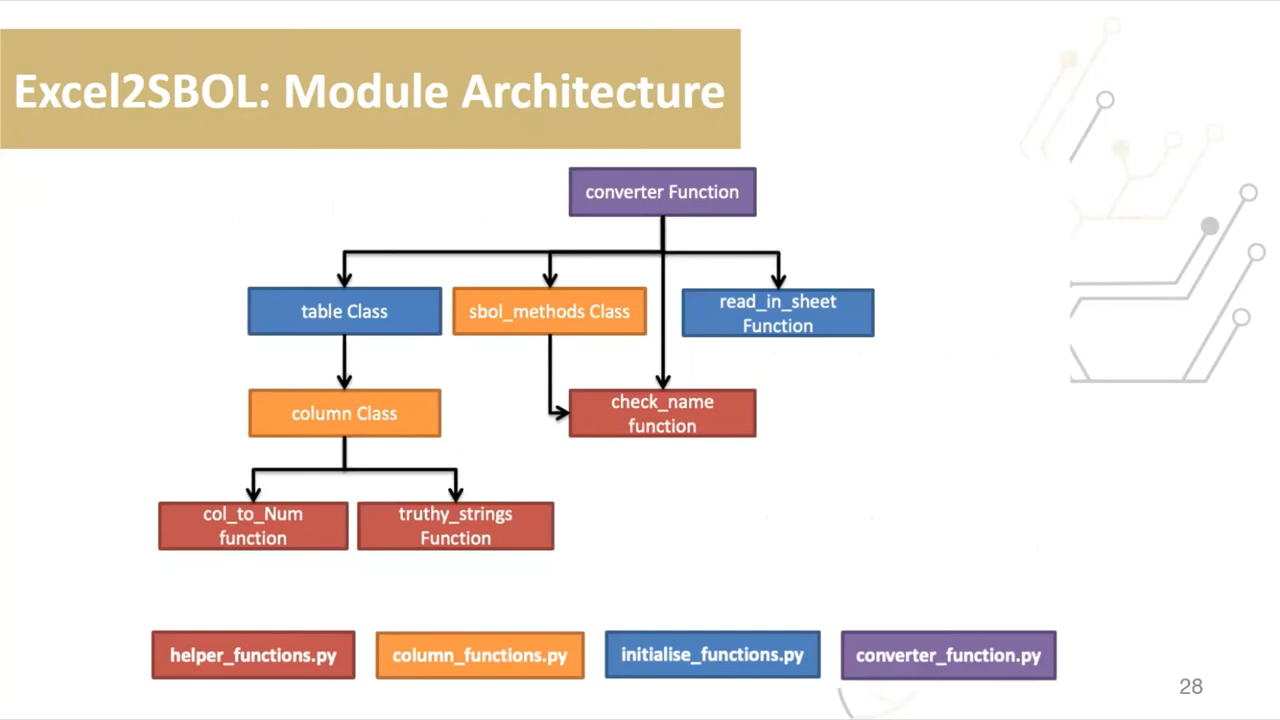 Excel2SBOL: Module Architecture
converter Function
table Class
sbol_methods Class
read_in_sheet
Function
column Class
check_name
function
col_to_Num
function
truthy_strings
Function
helper_functions.py
column_functions.py
initialise_functions.py
converter_function.py
28